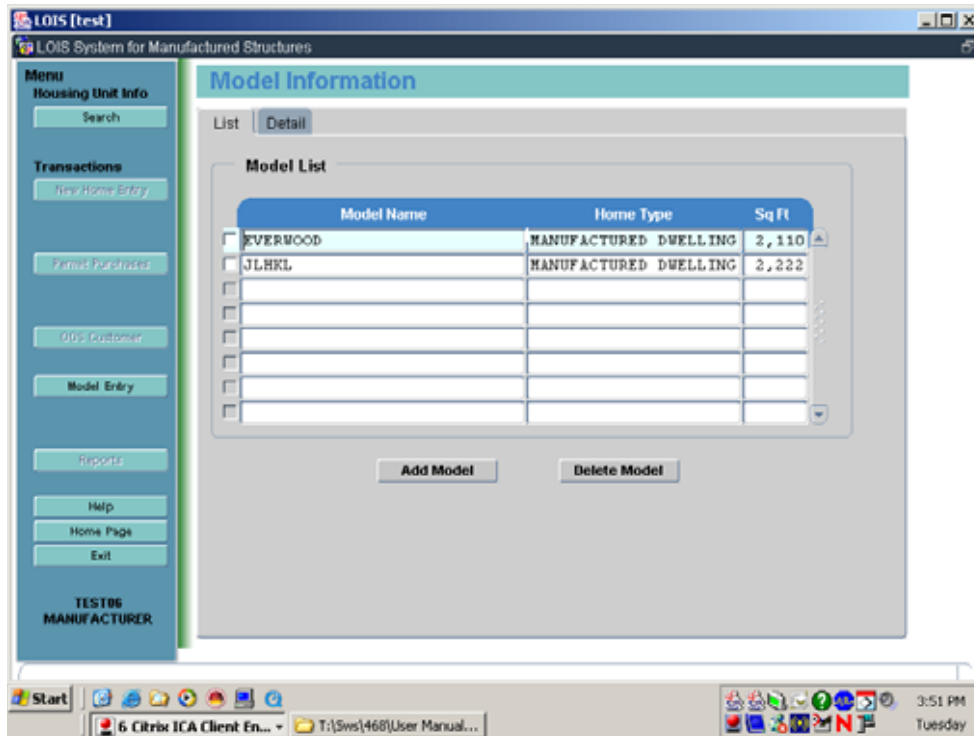 LOIS [test]
LOIS System for Manufactured Structures
Menu
Housing Unit Info
Search
Transactions
New Home Entry
Permit Purchases
ODS Customer
Model Entry
Reports
Help
Home Page
Exit
TEST06
MANUFACTURER
Model Information
List Detail
Model List
Model Name Home Type Sq Ft
EVERWOOD MANUFACTURED DWELLING 2,110
JLHKL MANUFACTURED DWELLING 2,222
Add Model Delete Model
Start
3:51 PM
6 Citrix ICA Client En... T:\Sws\468\User Manual... Tuesday